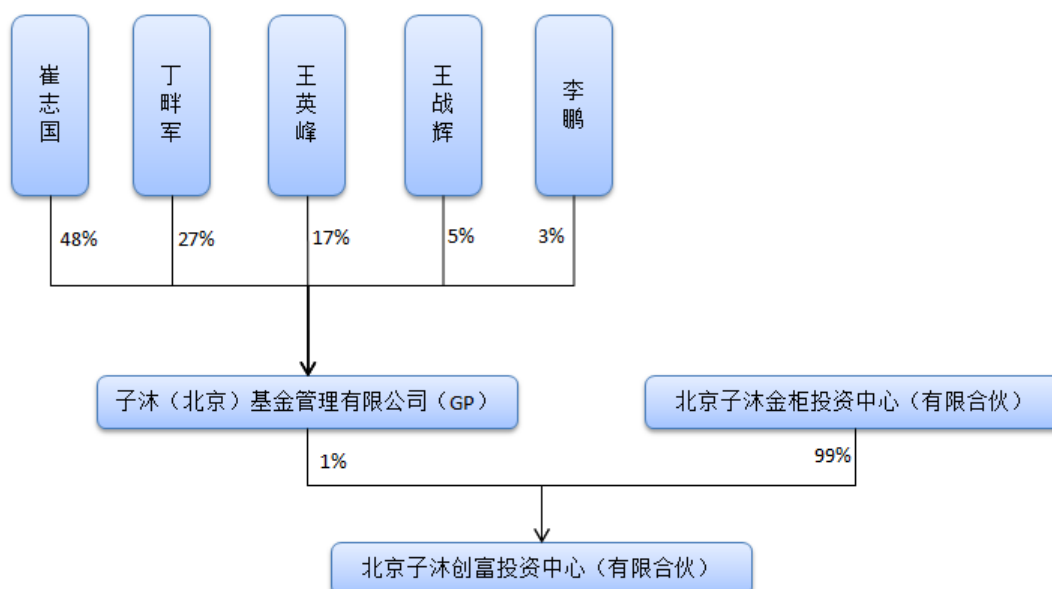 崔志国
丁畔军
王英峰
王战辉
李鹏
48%
27%
17%
5%
3%
子沐（北京）基金管理有限公司（GP）
北京子沐金柜投资中心（有限合伙）
1%
99%
北京子沐创富投资中心（有限合伙）